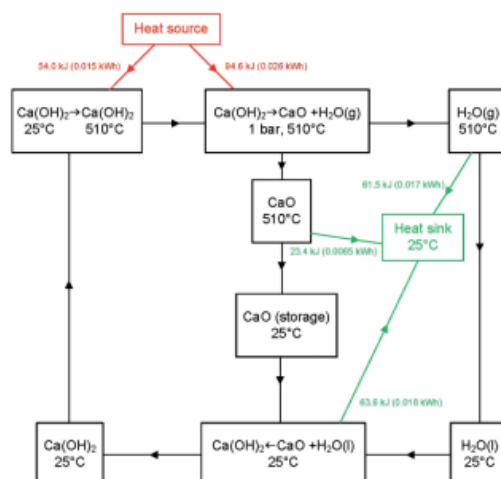 Heat source
54.0 kJ (0.015 kWh)
94.6 kJ (0.026 kWh)
Ca(OH)₂→Ca(OH)₂
25°C 510°C
Ca(OH)₂→CaO +H₂O(g)
1 bar, 510°C
H₂O(g)
510°C
61.5 kJ (0.017 kWh)
CaO
510°C
Heat sink
25°C
23.4 kJ (0.0065 kWh)
CaO (storage)
25°C
63.6 kJ (0.018 kWh)
Ca(OH)₂
25°C
Ca(OH)₂←CaO +H₂O(l)
25°C
H₂O(l)
25°C